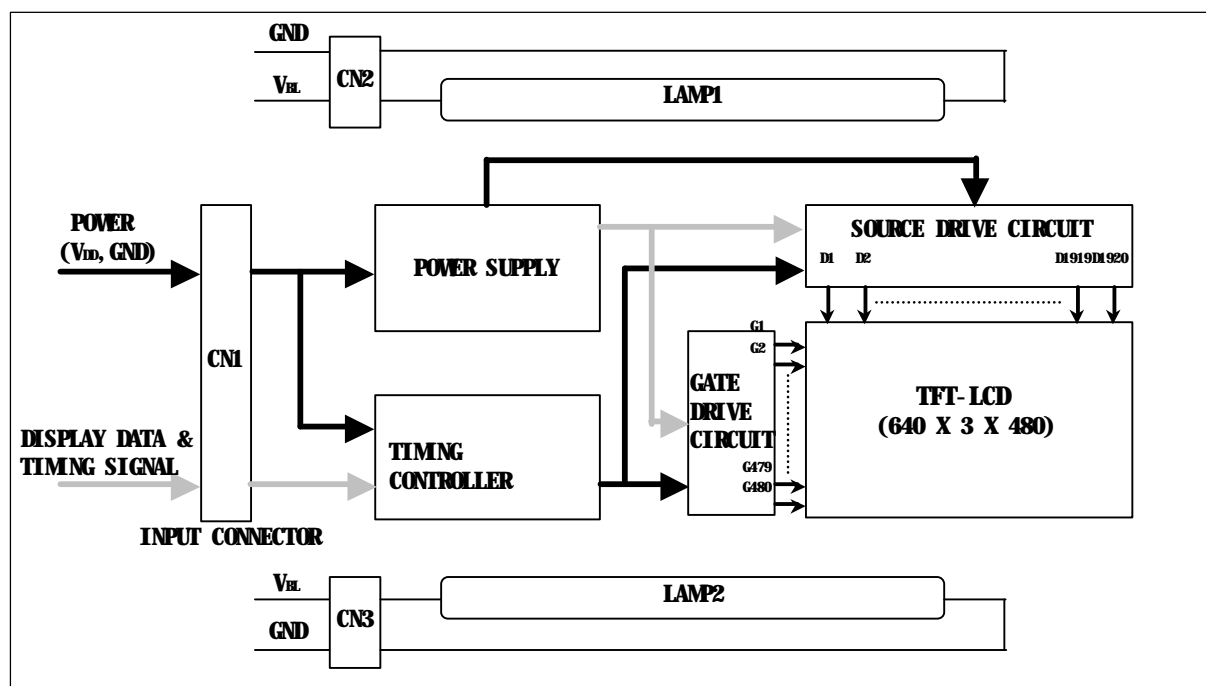 GND
VBL
CN2
LAMP1
POWER
(VDD, GND)
CN1
POWER SUPPLY
SOURCE DRIVE CIRCUIT
D1 D2 D1919 D1920
G1
G2
GATE
DRIVE
CIRCUIT
G479
G480
TFT-LCD
(640 X 3 X 480)
DISPLAY DATA &
TIMING SIGNAL
TIMING
CONTROLLER
INPUT CONNECTOR
VBL
GND
CN3
LAMP2